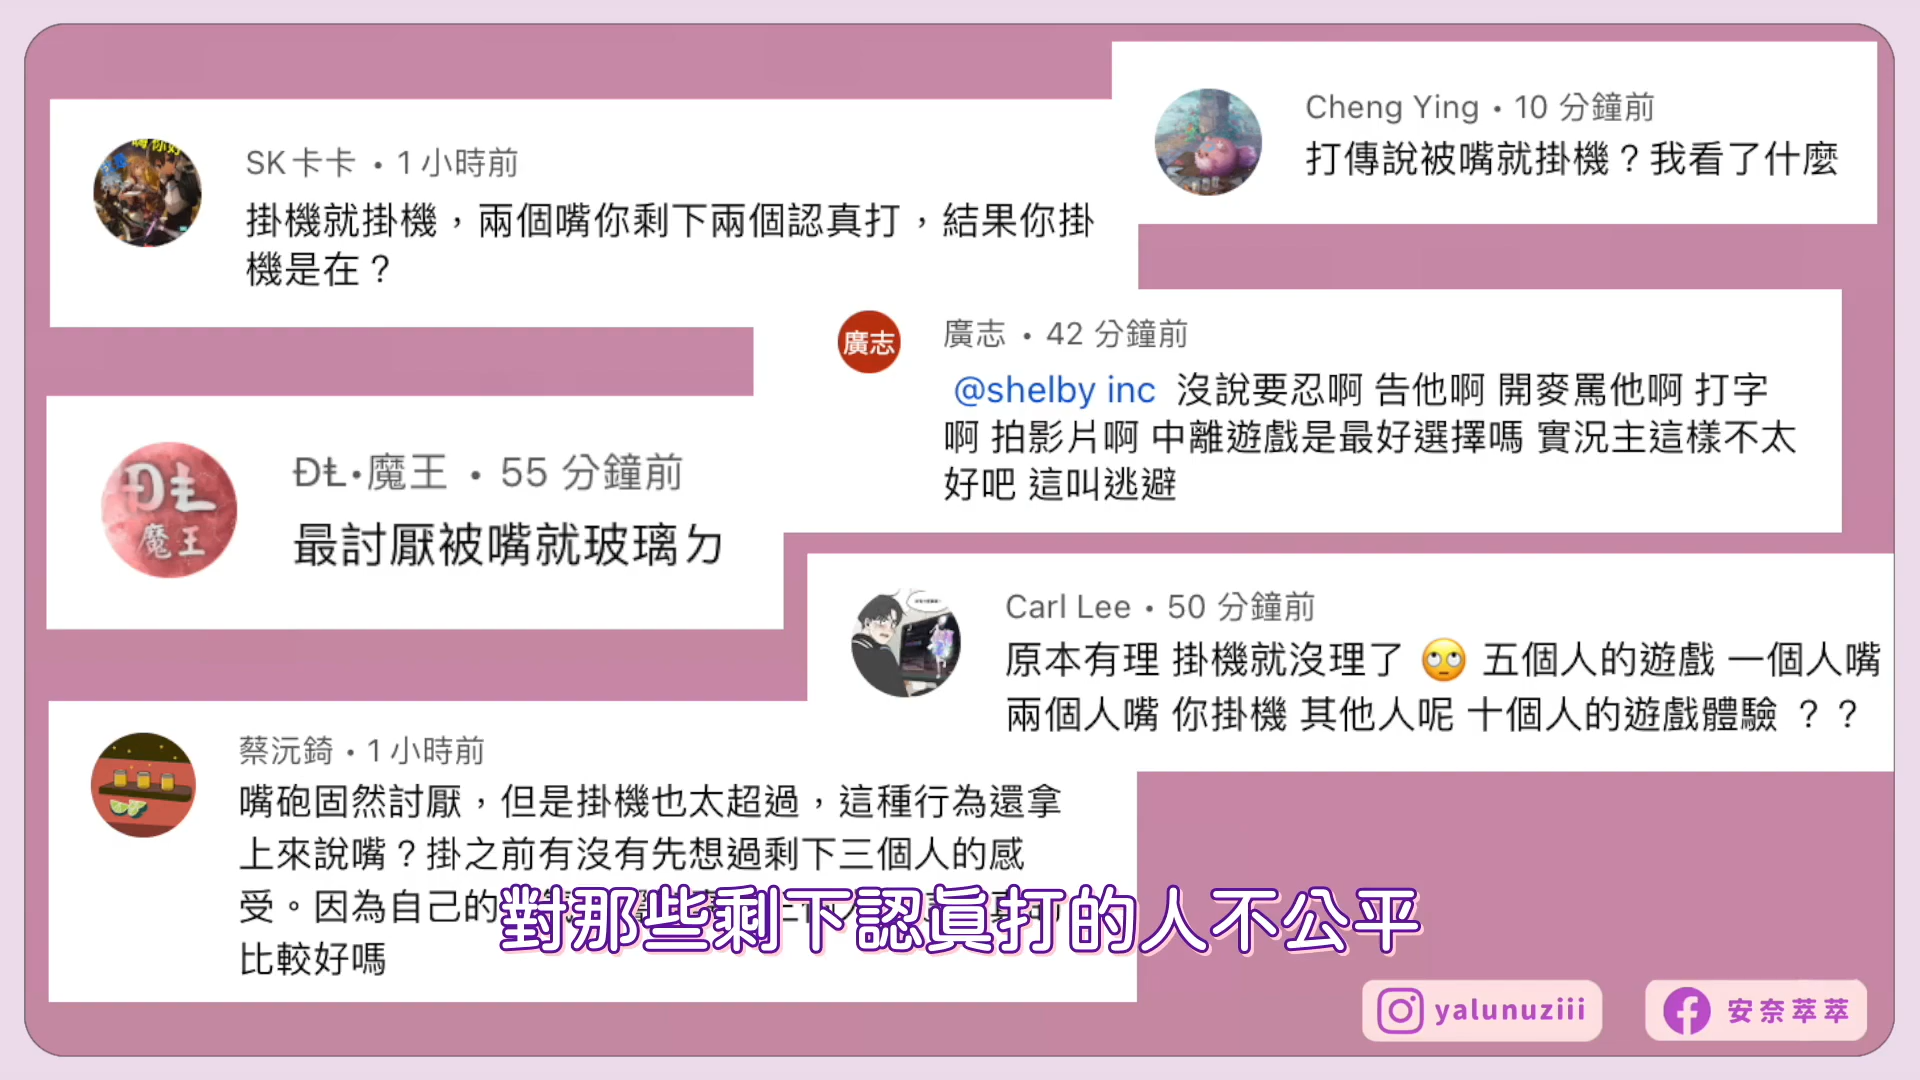 SK卡卡 • 1 小時前
掛機就掛機，兩個嘴你剩下兩個認真打，結果你掛
機是在？
Cheng Ying • 10 分鐘前
打傳說被嘴就掛機？我看了什麼
廣志
廣志 • 42 分鐘前
@shelby inc 沒說要忍啊 告他啊 開麥罵他啊 打字
啊 拍影片啊 中離遊戲是最好選擇嗎 實況主這樣不太
好吧 這叫逃避
ĐŁ
魔王
ĐŁ•魔王 • 55 分鐘前
最討厭被嘴就玻璃ㄉ
Carl Lee • 50 分鐘前
原本有理 掛機就沒理了 🙄 五個人的遊戲 一個人嘴
兩個人嘴 你掛機 其他人呢 十個人的遊戲體驗 ？？
蔡沅錡 • 1 小時前
嘴砲固然討厭，但是掛機也太超過，這種行為還拿
上來說嘴？掛之前有沒有先想過剩下三個人的感
受。因為自己的
比較好嗎
對那些剩下認真打的人不公平
yalunuziii
安奈萃萃